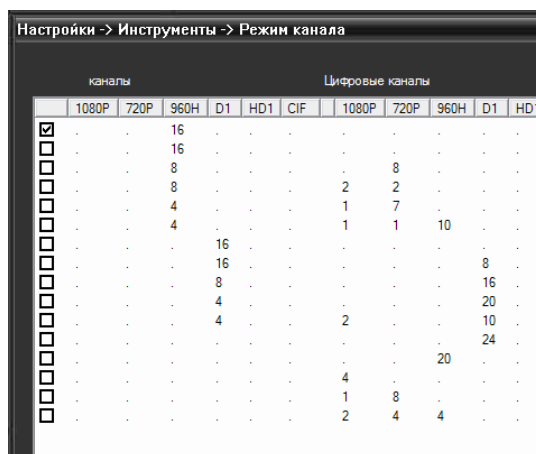 Настройки -> Инструменты -> Режим канала
каналы Цифровые каналы
1080P 720P 960H D1 HD1 CIF 1080P 720P 960H D1 HD1
. . 16 . . . . . . . .
. . 16 . . . . . . . .
. . 8 . . . . 8 . . .
. . 8 . . . 2 2 . . .
. . 4 . . . 1 7 . . .
. . 4 . . . 1 1 10 . .
. . . 16 . . . . . . .
. . . 16 . . . . . 8 .
. . . 8 . . . . . 16 .
. . . 4 . . . . . 20 .
. . . 4 . . 2 . . 10 .
. . . . . . . . . 24 .
. . . . . . . . 20 . .
. . . . . . 4 . . . .
. . . . . . 1 8 . . .
. . . . . . 2 4 4 . .